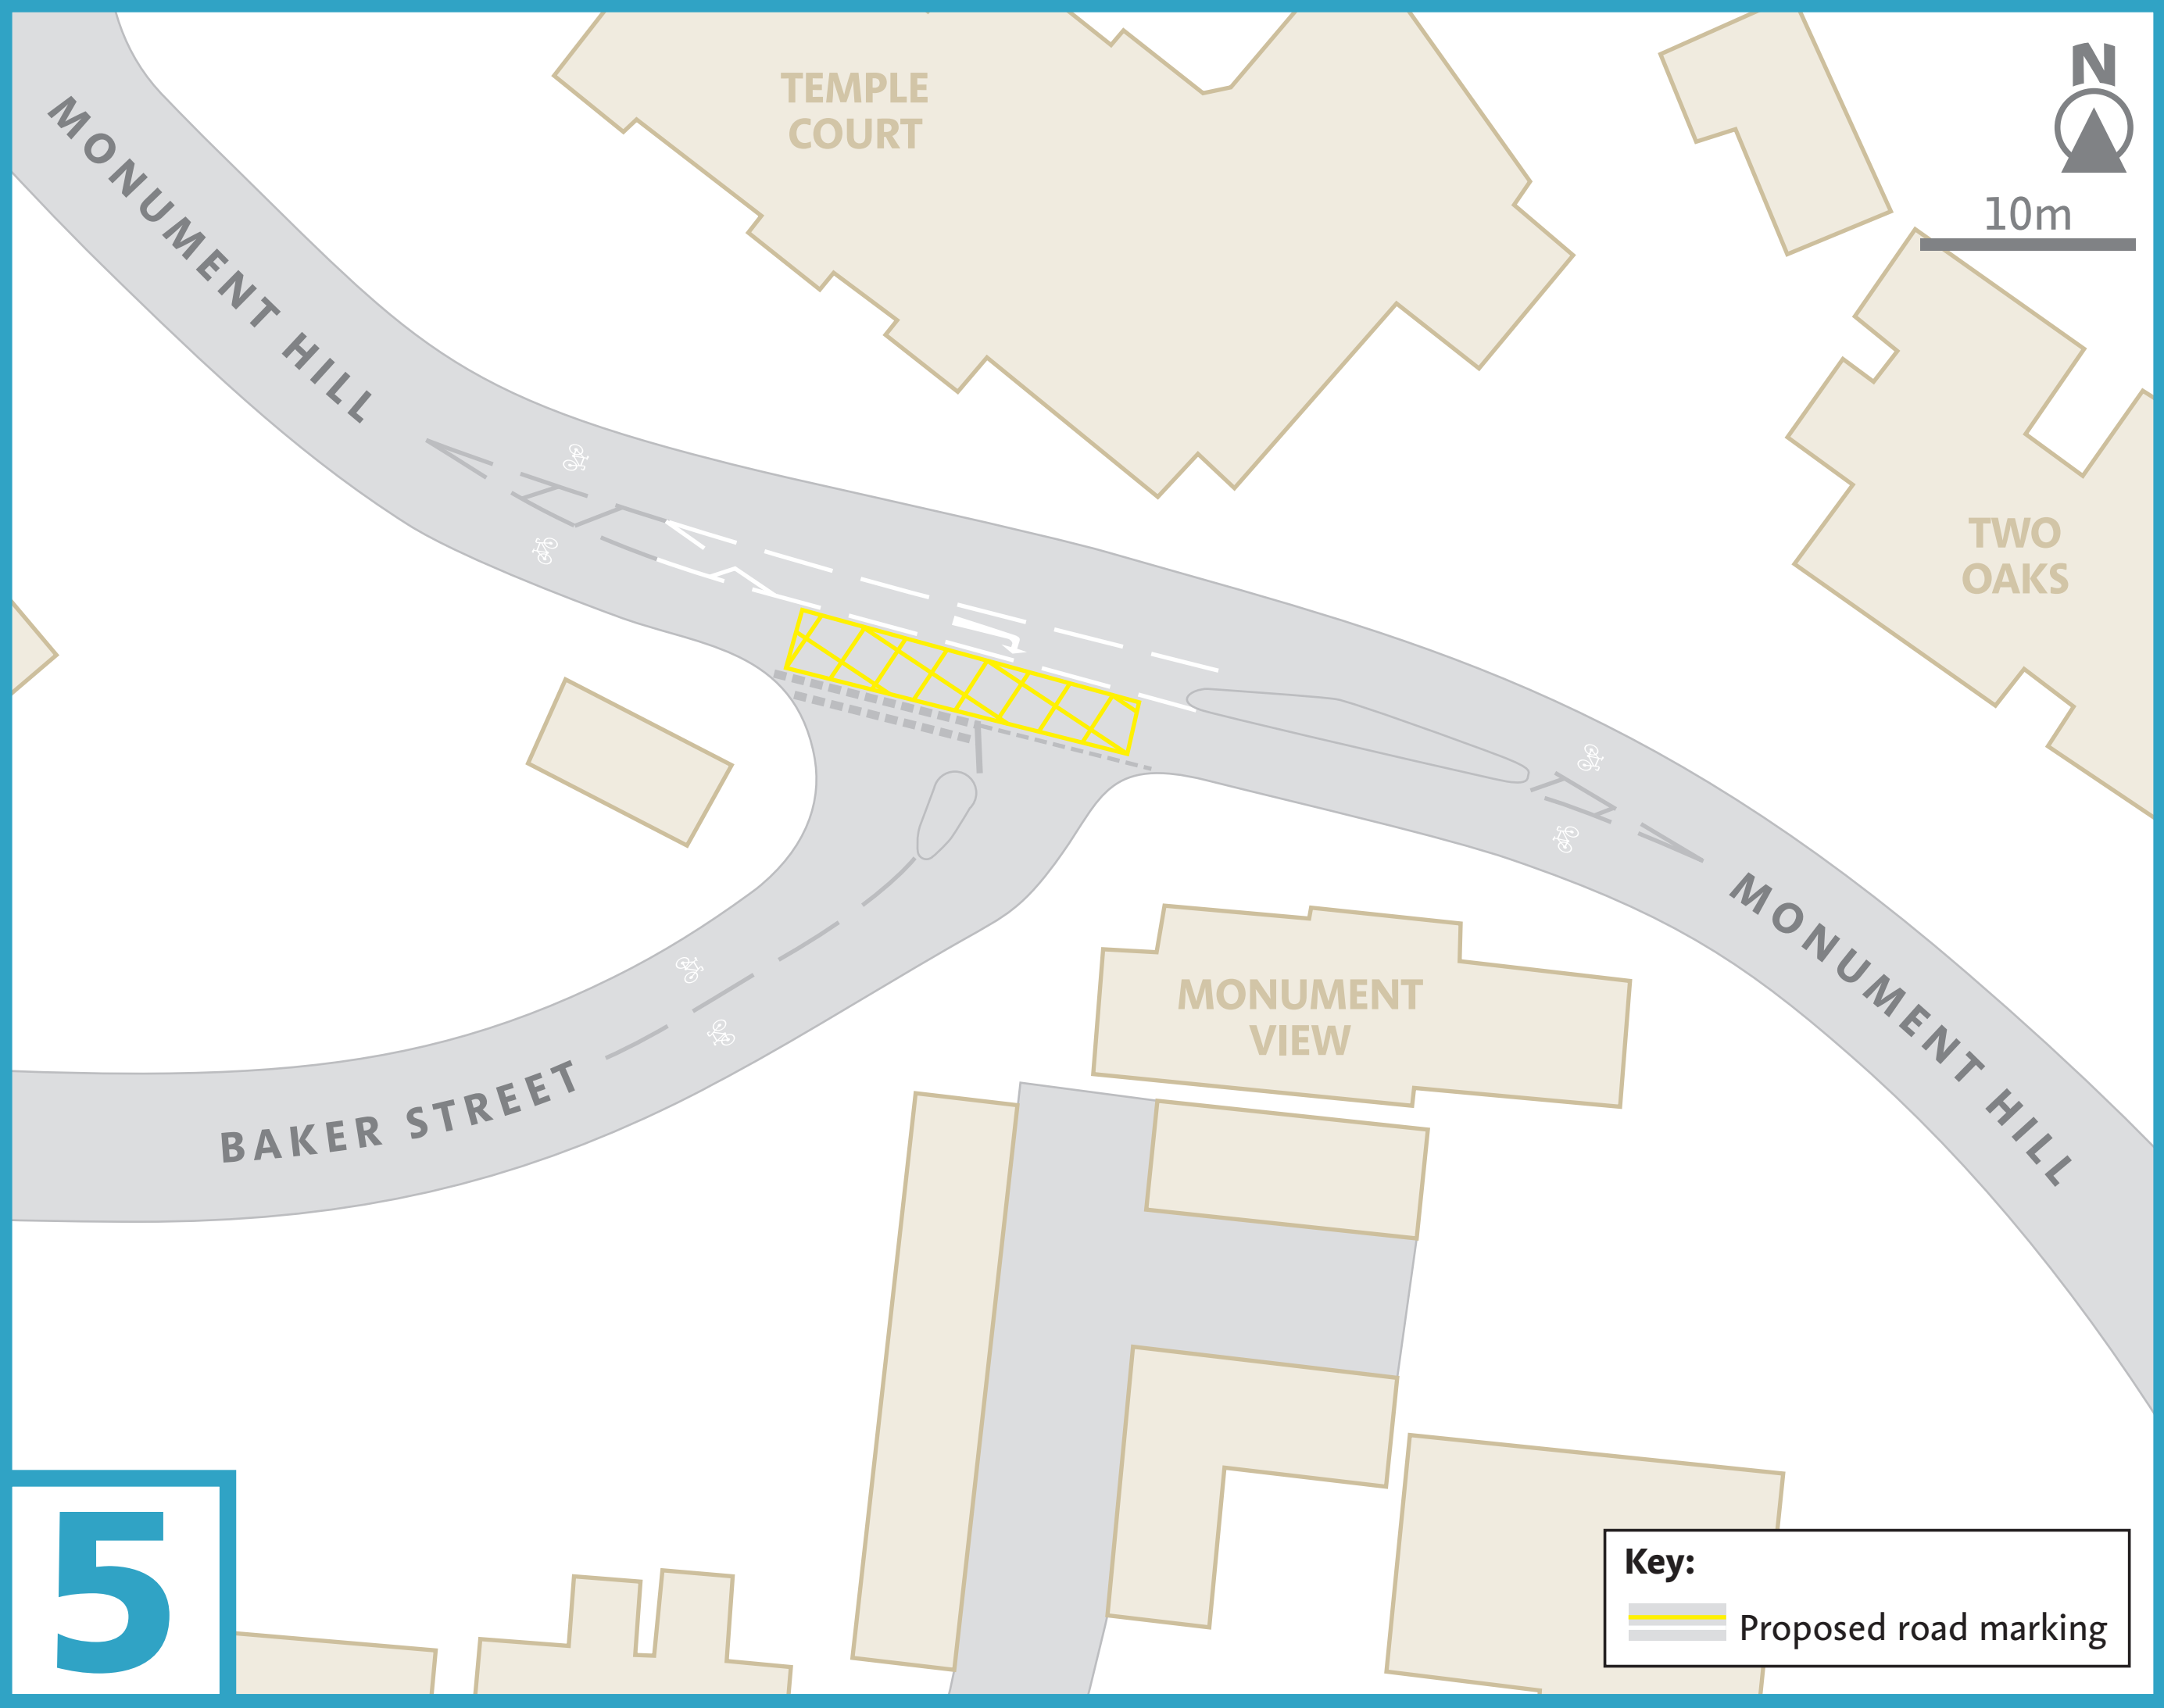 MONUMENT HILL
TEMPLE
COURT
N
10m
TWO
OAKS
MONUMENT HILL
MONUMENT
VIEW
BAKER STREET
5
Key:
Proposed road marking